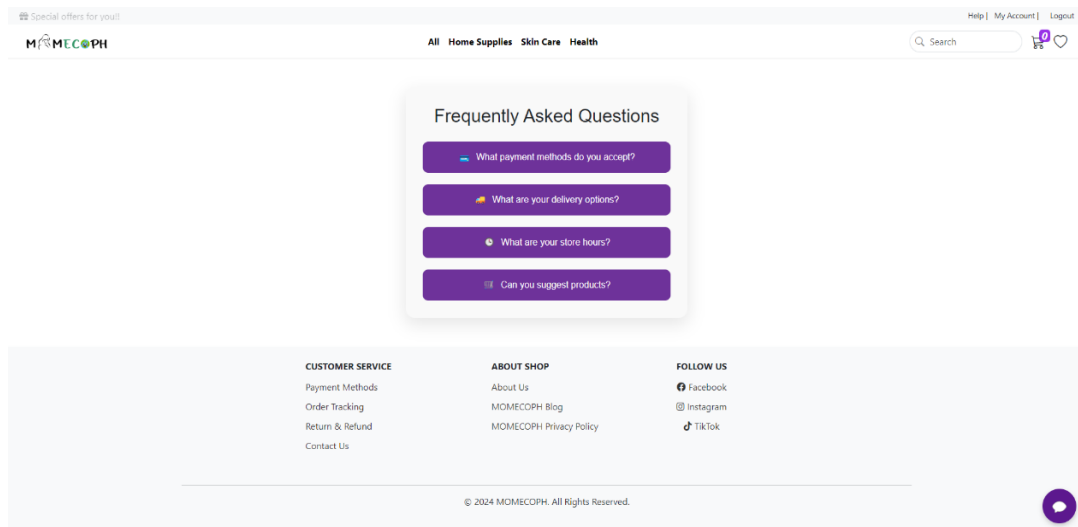 Special offers for you!!
Help | My Account | Logout
MOMECOPH
All Home Supplies Skin Care Health
Search
0
Frequently Asked Questions
What payment methods do you accept?
What are your delivery options?
What are your store hours?
Can you suggest products?
CUSTOMER SERVICE
Payment Methods
Order Tracking
Return & Refund
Contact Us
ABOUT SHOP
About Us
MOMECOPH Blog
MOMECOPH Privacy Policy
FOLLOW US
Facebook
Instagram
TikTok
© 2024 MOMECOPH. All Rights Reserved.